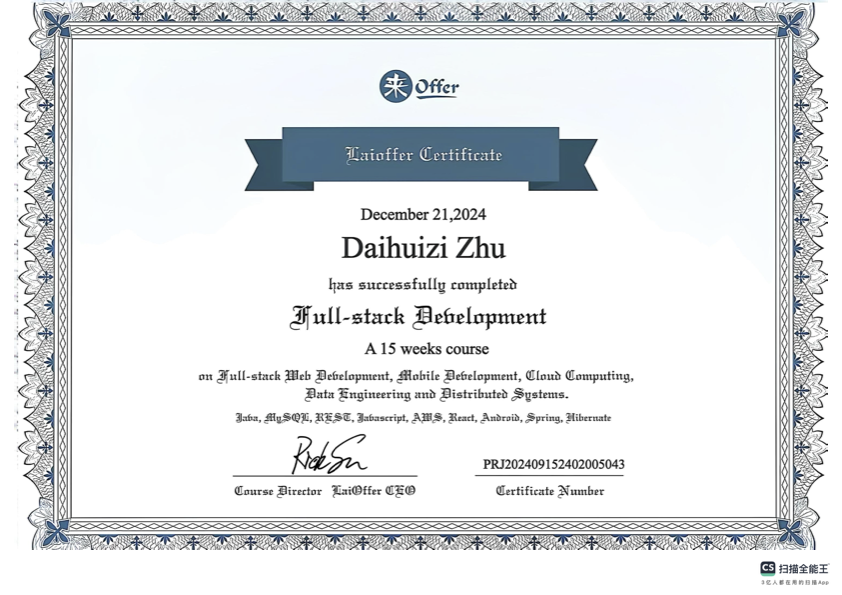 来 Offer
Laioffer Certificate
December 21,2024
Daihuizi Zhu
has successfully completed
Full-stack Development
A 15 weeks course
on Full-stack Web Development, Mobile Development, Cloud Computing,
Data Engineering and Distributed Systems.
Java, MySQL, REST, Javascript, AWS, React, Android, Spring, Hibernate
PRJ202409152402005043
Course Director LaiOffer CEO
Certificate Number
CS 扫描全能王
3亿人都在用的扫描App